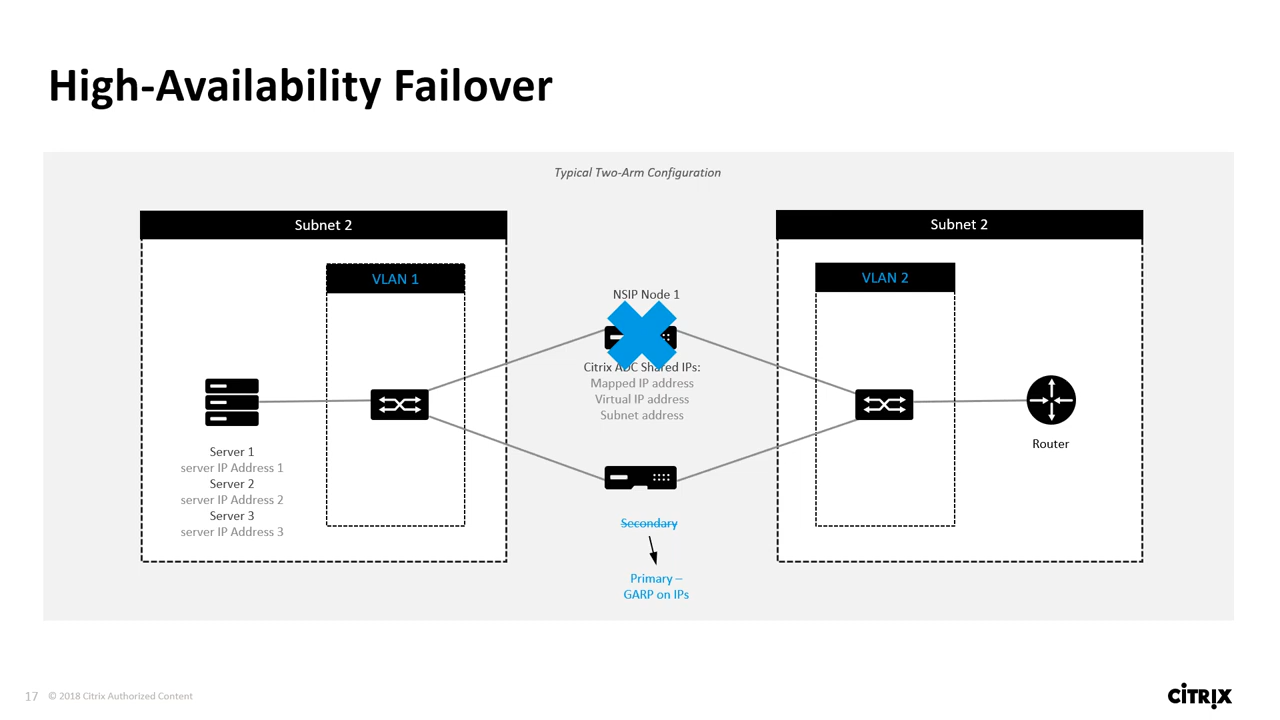 High-Availability Failover
Typical Two-Arm Configuration
Subnet 2
VLAN 1
Server 1
server IP Address 1
Server 2
server IP Address 2
Server 3
server IP Address 3
NSIP Node 1
Citrix ADC Shared IPs:
Mapped IP address
Virtual IP address
Subnet address
Secondary
Primary –
GARP on IPs
Subnet 2
VLAN 2
Router
17 © 2018 Citrix Authorized Content
CITRIX